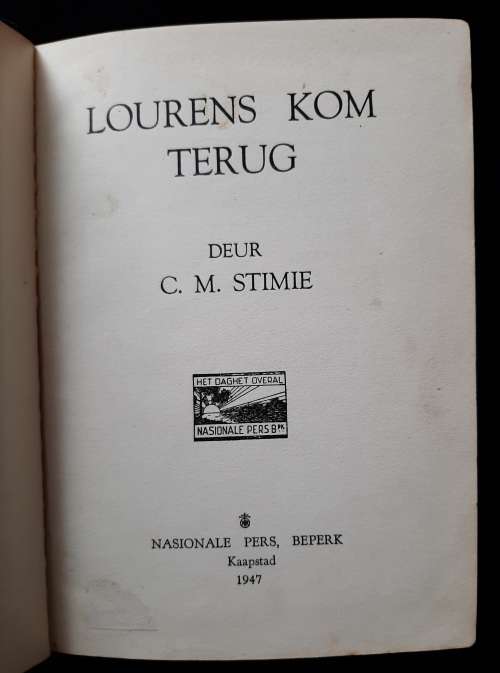 LOURENS KOM
TERUG
DEUR
C. M. STIMIE
HET DAGHET OVERAL
NASIONALE PERS BPK
NASIONALE PERS, BEPERK
Kaapstad
1947